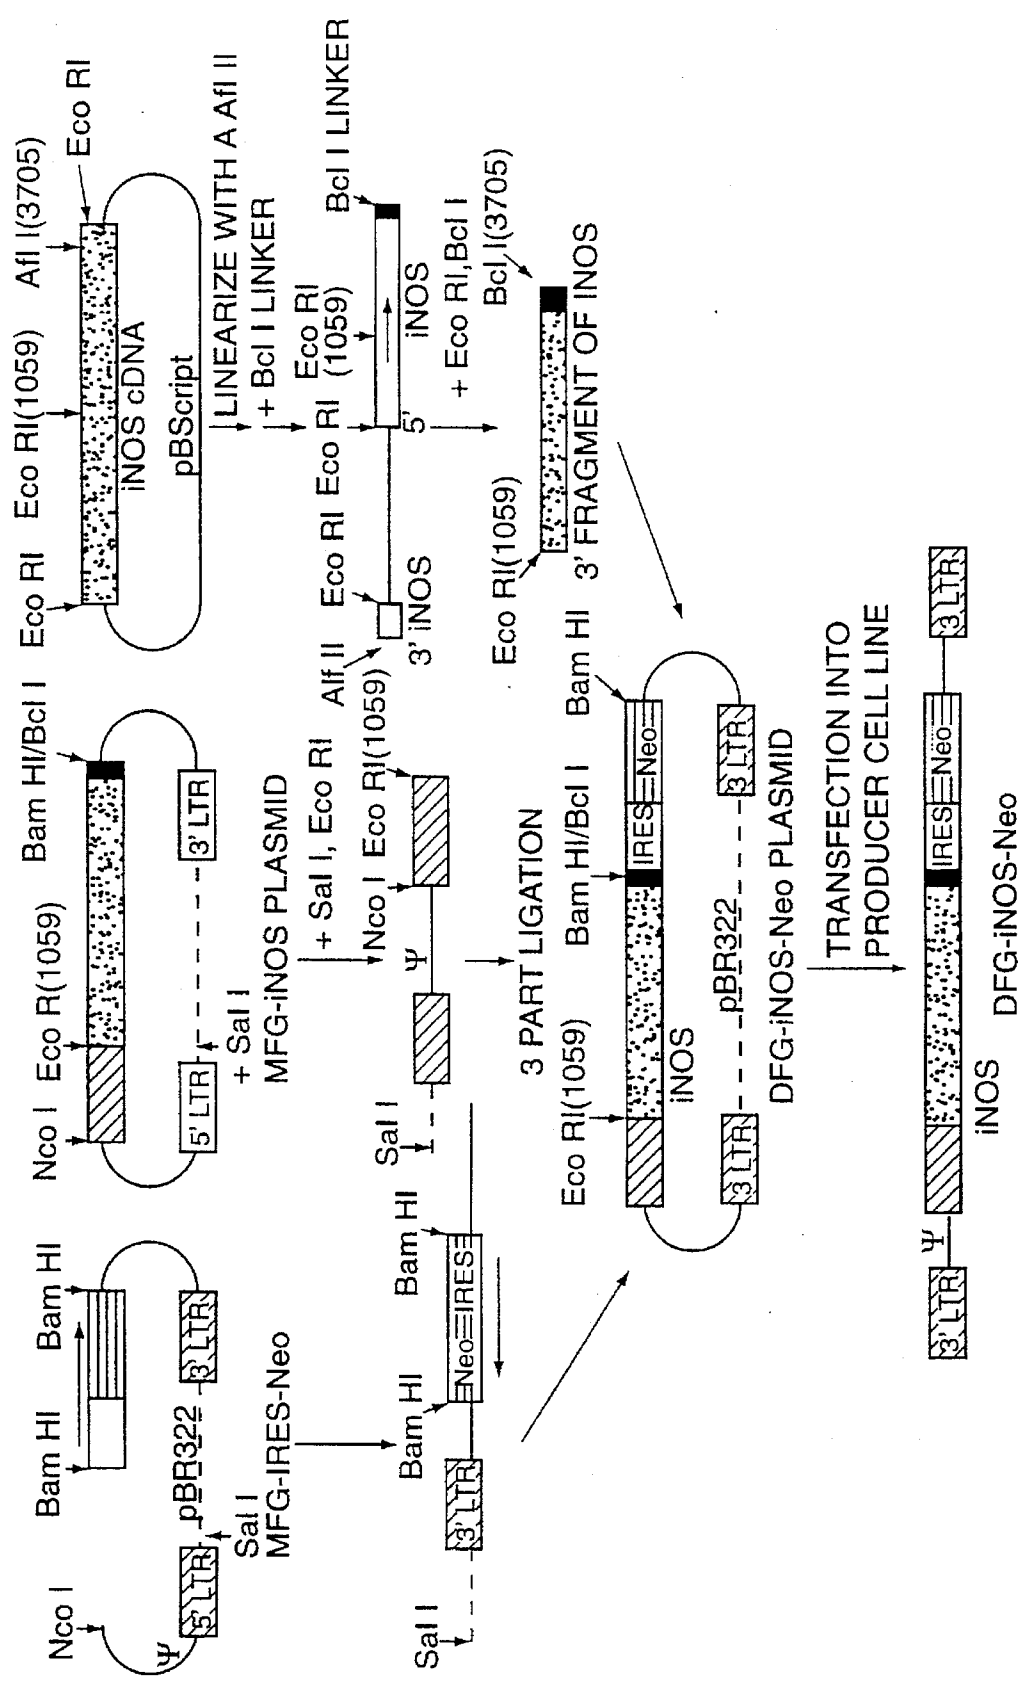 Nco I
Ψ
5' LTR
Sal I
pBR322
3' LTR
Bam HI
Bam HI
MFG-IRES-Neo
Nco I
Eco R(1059)
Bam HI/Bcl I
5' LTR
+ Sal I
3' LTR
MFG-iNOS PLASMID
Eco RI
Eco RI(1059)
Afl I(3705)
Eco RI
iNOS cDNA
pBScript
LINEARIZE WITH A Afl II
+ Bcl I LINKER
Sal I
3' LTR
Bam HI
Neo
IRES
Bam HI
+ Sal I, Eco RI
Sal I
Ψ
Nco I
Eco RI(1059)
Alf II
3' iNOS
Eco RI
Eco RI
Eco RI
(1059)
5'
iNOS
Bcl I LINKER
+ Eco RI,Bcl I
Eco RI(1059)
Bcl,I(3705)
3' FRAGMENT OF INOS
3 PART LIGATION
Eco RI(1059)
Bam HI/Bcl I
Bam HI
IRES
Neo
iNOS
3 LTR
pBR322
3 LTR
DFG-iNOS-Neo PLASMID
TRANSFECTION INTO
PRODUCER CELL LINE
3' LTR
Ψ
IRES
Neo
3 LTR
iNOS
DFG-iNOS-Neo